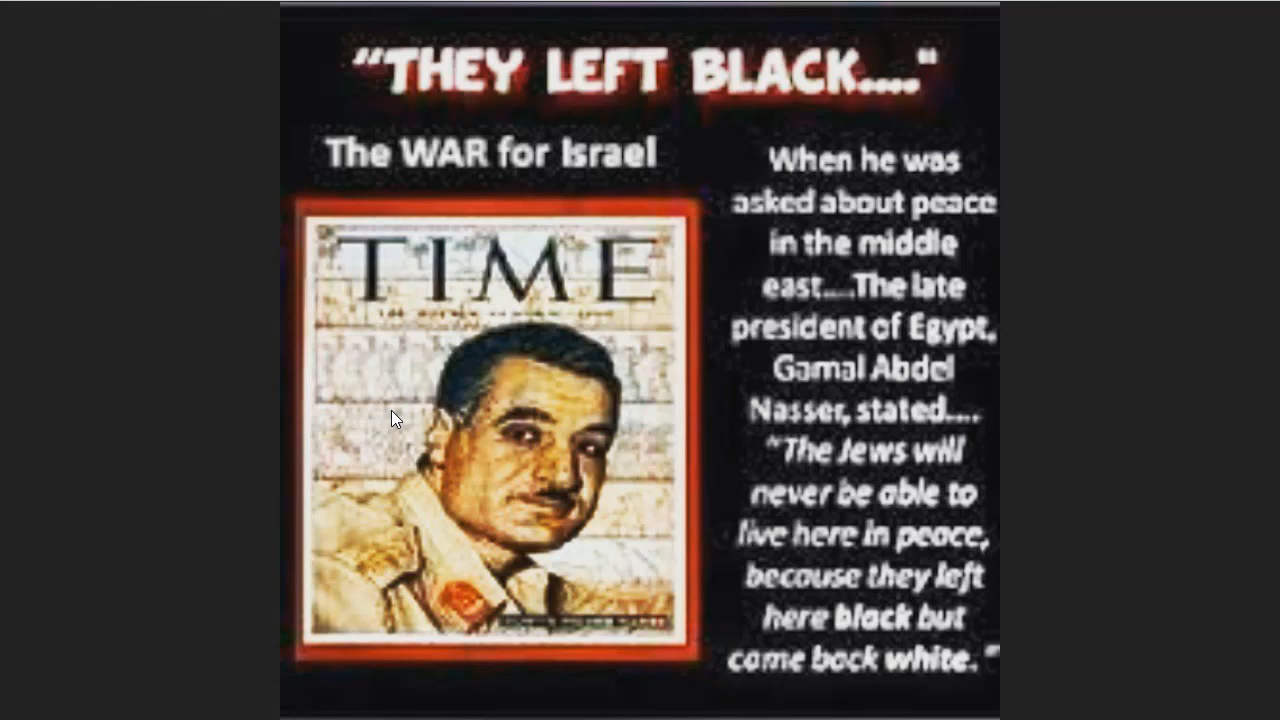 "THEY LEFT BLACK...."
The WAR for Israel
TIME
When he was
asked about peace
in the middle
east....The late
president of Egypt,
Gamal Abdel
Nasser, stated....
"The Jews will
never be able to
live here in peace,
because they left
here black but
came back white. "